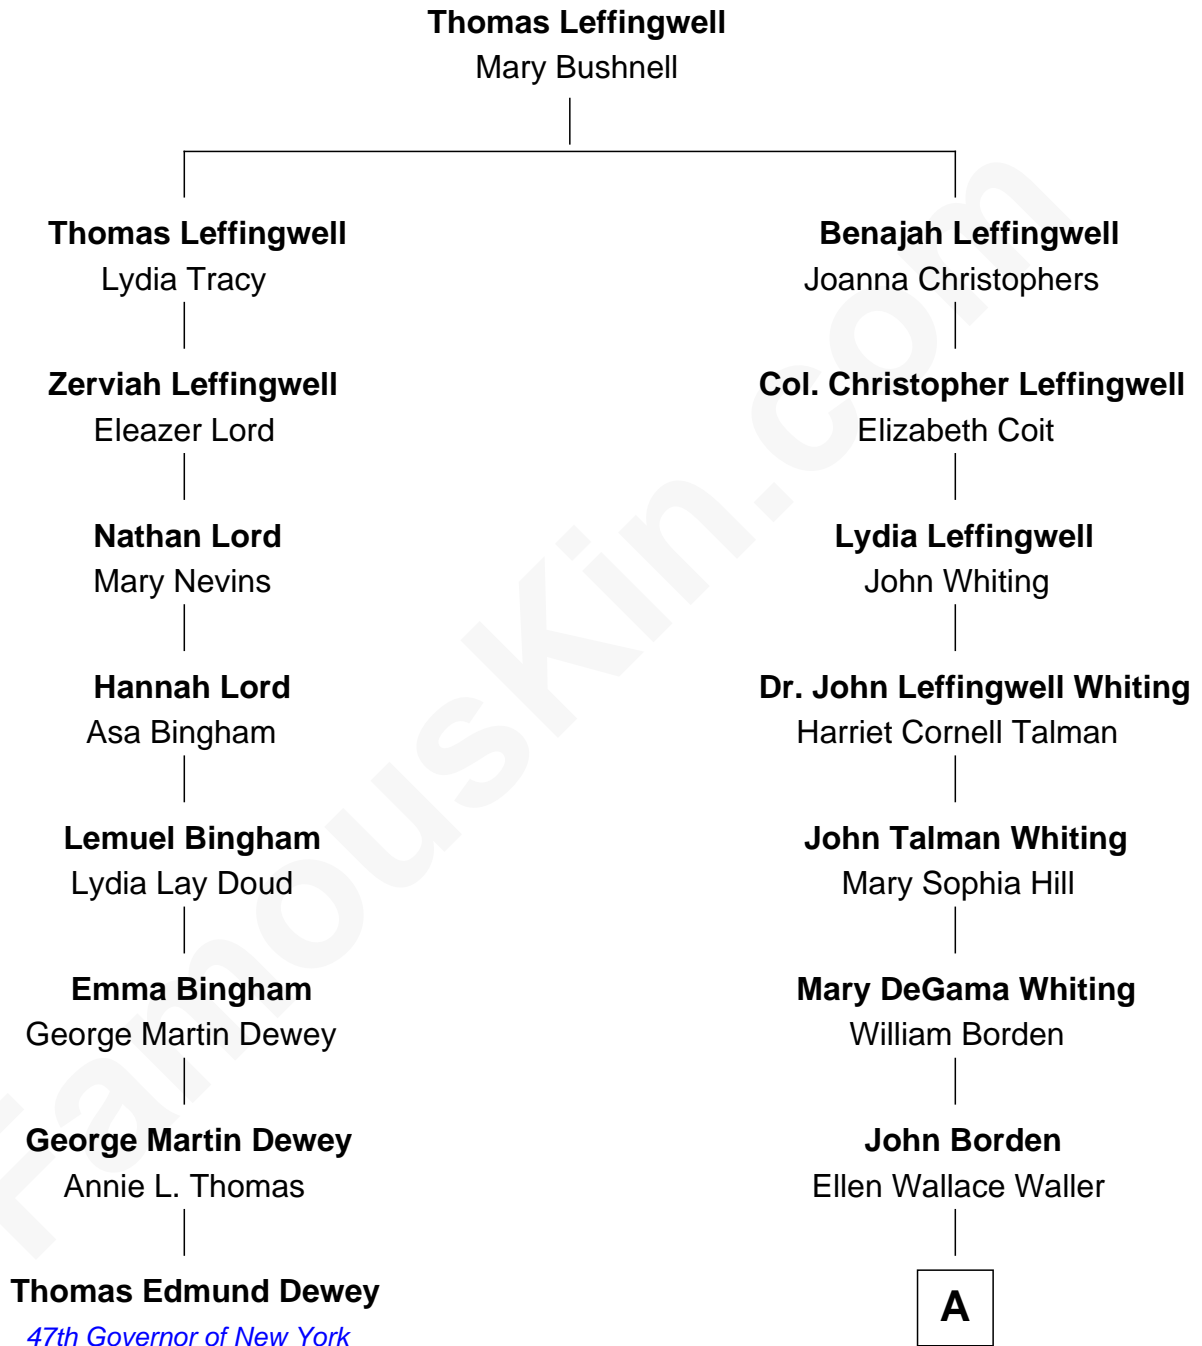 Thomas Leffingwell
Mary Bushnell
Thomas Leffingwell
Lydia Tracy
Benajah Leffingwell
Joanna Christophers
Zerviah Leffingwell
Eleazer Lord
Col. Christopher Leffingwell
Elizabeth Coit
Nathan Lord
Mary Nevins
Lydia Leffingwell
John Whiting
Hannah Lord
Asa Bingham
Dr. John Leffingwell Whiting
Harriet Cornell Talman
Lemuel Bingham
Lydia Lay Doud
John Talman Whiting
Mary Sophia Hill
Emma Bingham
George Martin Dewey
Mary DeGama Whiting
William Borden
George Martin Dewey
Annie L. Thomas
John Borden
Ellen Wallace Waller
Thomas Edmund Dewey
47th Governor of New York
A
FamousKin.com